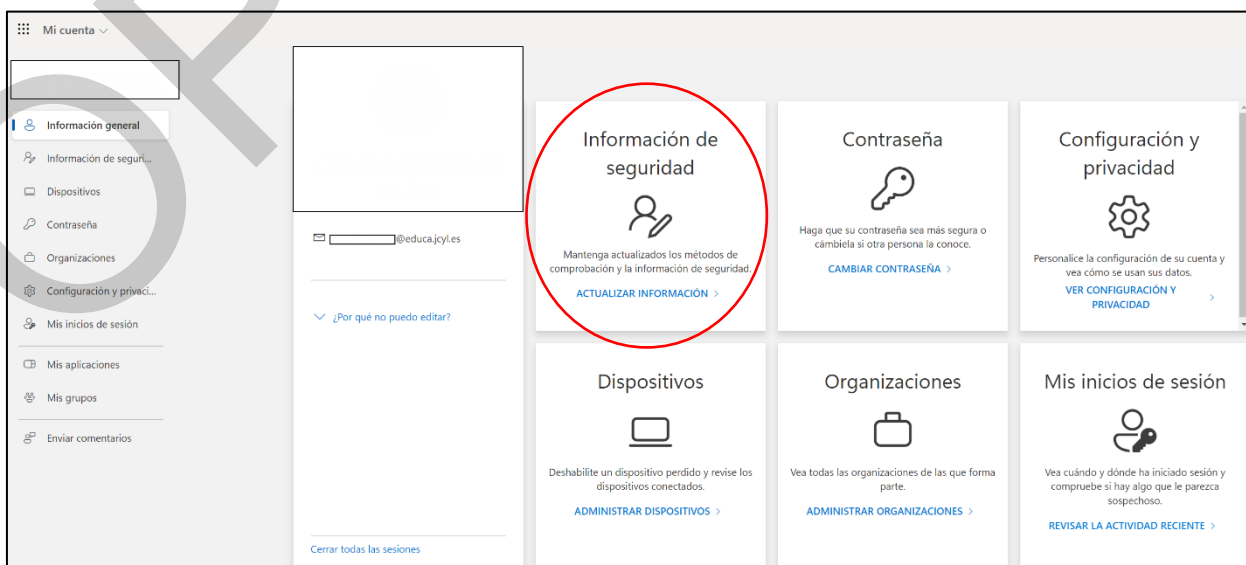 Mi cuenta
Información general
Información de seguri...
Dispositivos
Contraseña
Organizaciones
Configuración y privaci...
Mis inicios de sesión
Mis aplicaciones
Mis grupos
Enviar comentarios
@educa.jcyl.es
¿Por qué no puedo editar?
Cerrar todas las sesiones
Información de
seguridad
Mantenga actualizados los métodos de
comprobación y la información de seguridad.
ACTUALIZAR INFORMACIÓN >
Contraseña
Haga que su contraseña sea más segura o
cámbiela si otra persona la conoce.
CAMBIAR CONTRASEÑA >
Configuración y
privacidad
Personalice la configuración de su cuenta y
vea cómo se usan sus datos.
VER CONFIGURACIÓN Y
PRIVACIDAD >
Dispositivos
Deshabilite un dispositivo perdido y revise los
dispositivos conectados.
ADMINISTRAR DISPOSITIVOS >
Organizaciones
Vea todas las organizaciones de las que forma
parte.
ADMINISTRAR ORGANIZACIONES >
Mis inicios de sesión
Vea cuándo y dónde ha iniciado sesión y
compruebe si hay algo que le parezca
sospechoso.
REVISAR LA ACTIVIDAD RECIENTE >